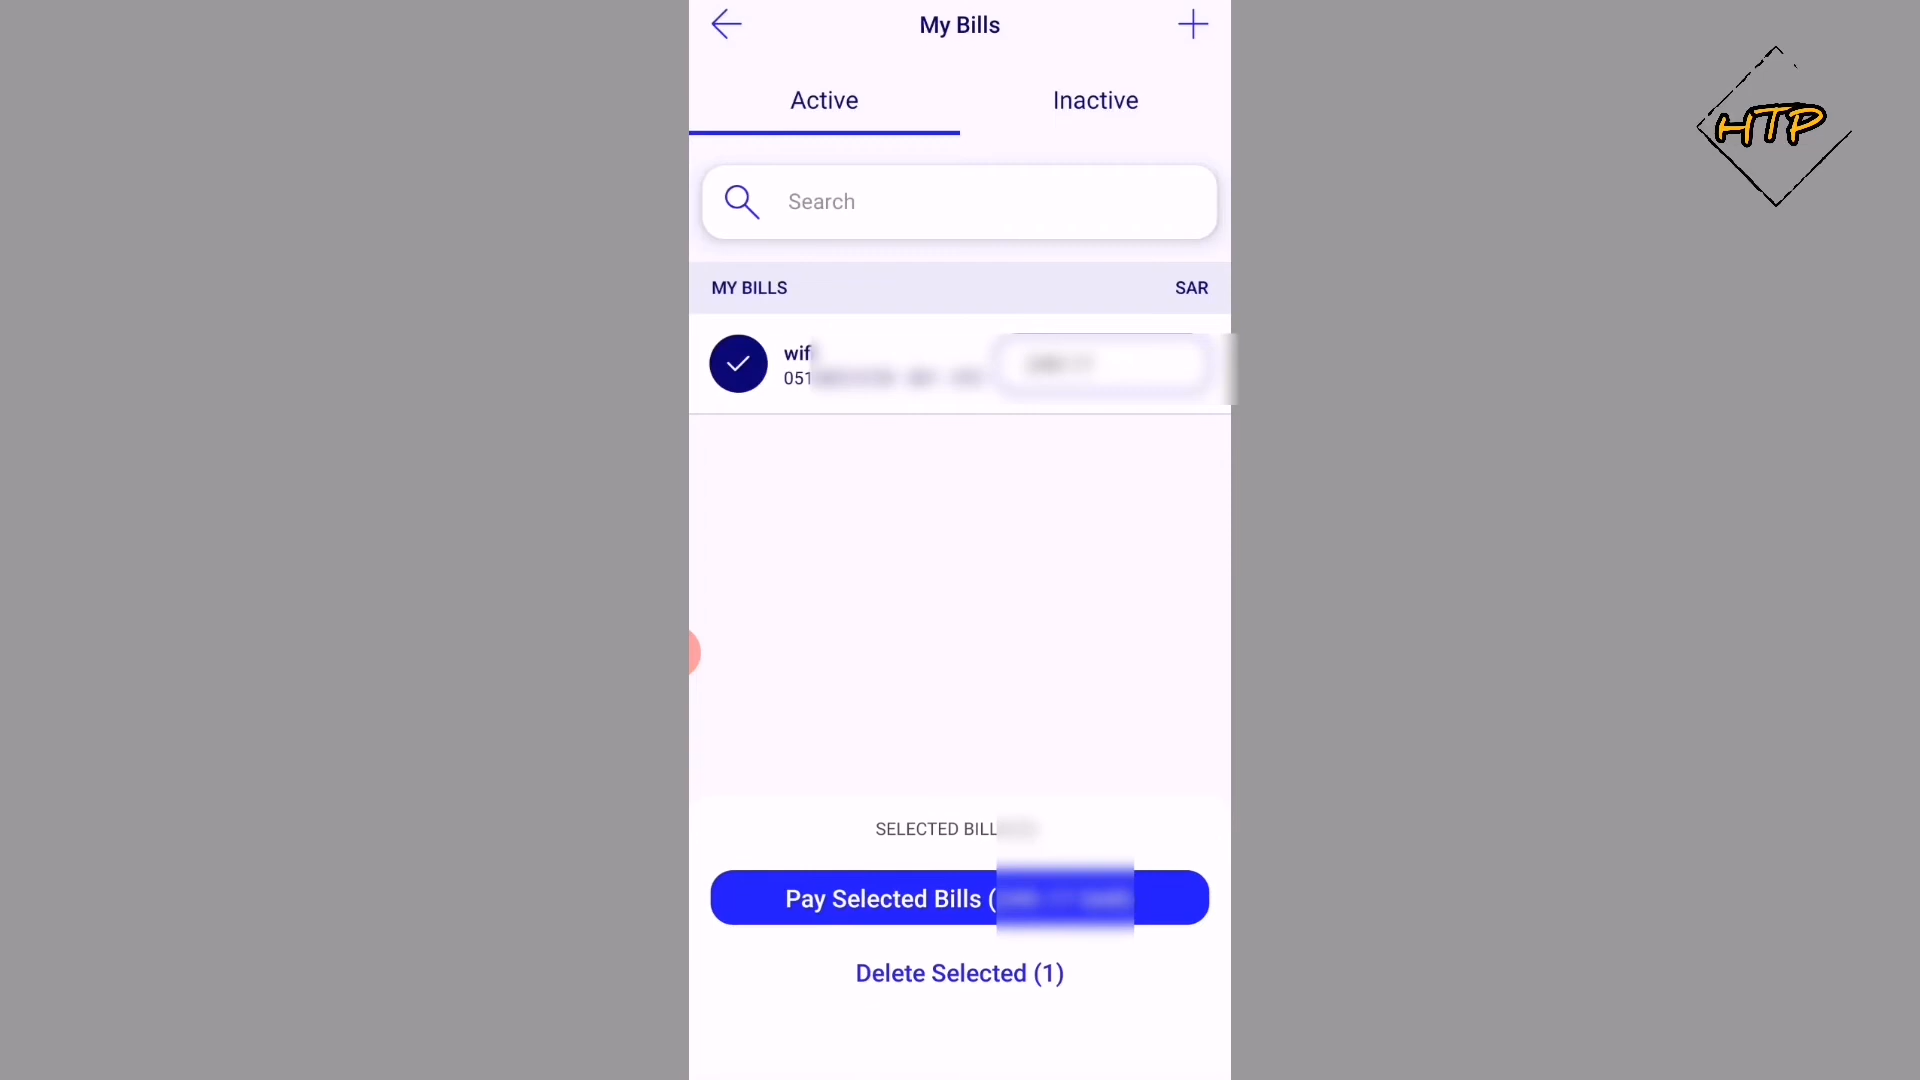 My Bills
Active
Inactive
HTP
Search
MY BILLS
SAR
wif
051
SELECTED BILL
Pay Selected Bills (
Delete Selected (1)